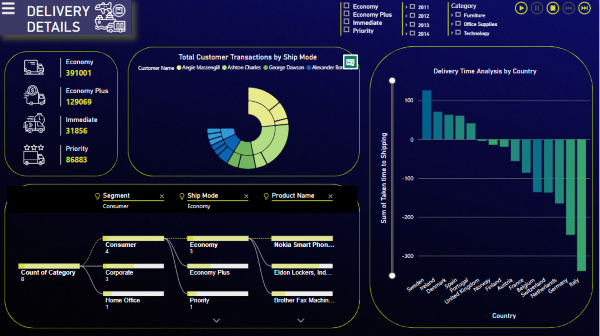 DELIVERY
DETAILS
Economy
Economy Plus
Immediate
Priority
2011
2012
2013
2014
Category
Furniture
Office Supplies
Technology
Economy
391001
Economy Plus
129069
Immediate
31856
Priority
86883
Total Customer Transactions by Ship Mode
Customer Name Angie Massengill Ashton Charles George Dawson Alexander
Delivery Time Analysis by Country
Sum of Taken time to Shipping
100
0
-100
-200
-300
Sweden
Ireland
Denmark
Spain
Portugal
United Kingdom
Norway
Finland
Austria
France
Belgium
Switzerland
Netherlands
Germany
Italy
Country
Segment
Consumer
Ship Mode
Economy
Product Name
Count of Category
8
Consumer
4
Corporate
3
Home Office
1
Economy
3
Economy Plus
Priority
1
Nokia Smart Phon...
Eldon Lockers, Ind...
Brother Fax Machin...